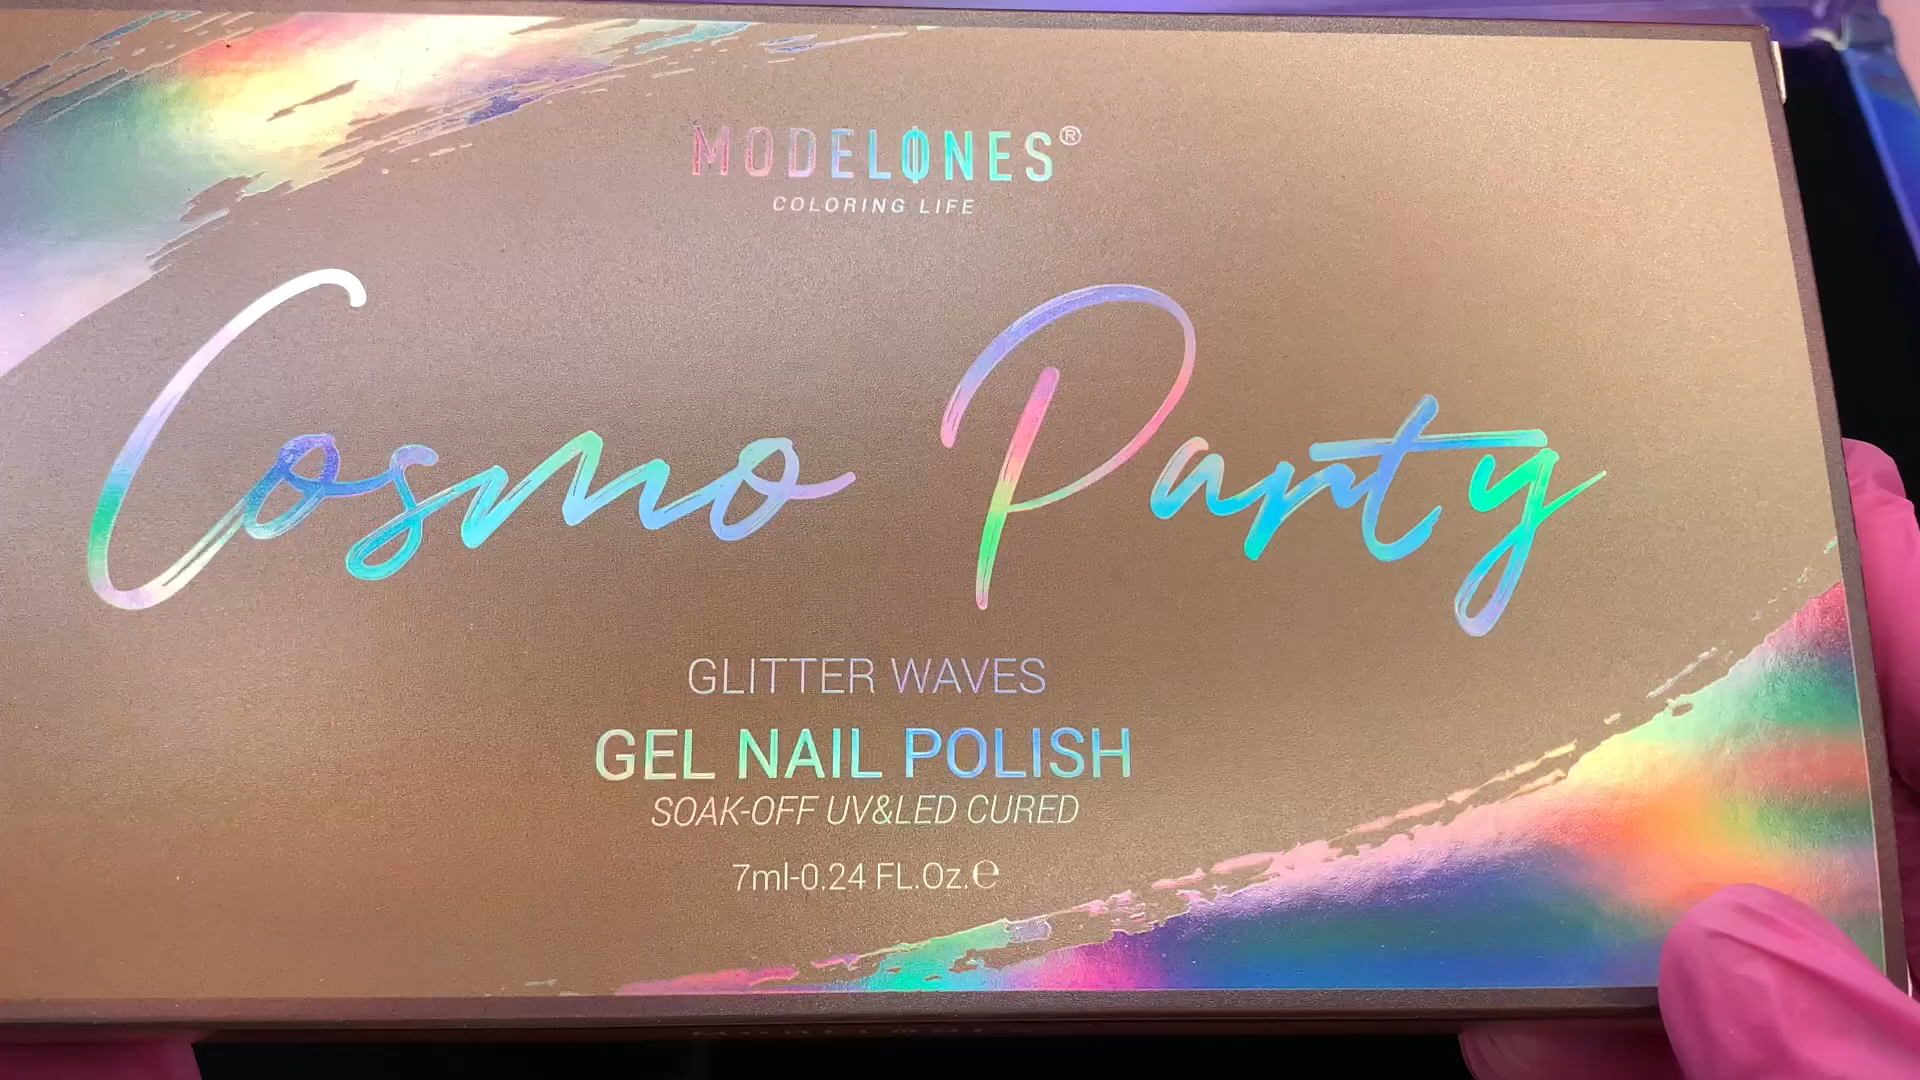 MODELONES®
COLORING LIFE
Cosmo Party
GLITTER WAVES
GEL NAIL POLISH
SOAK-OFF UV&LED CURED
7ml-0.24 FL.Oz.℮